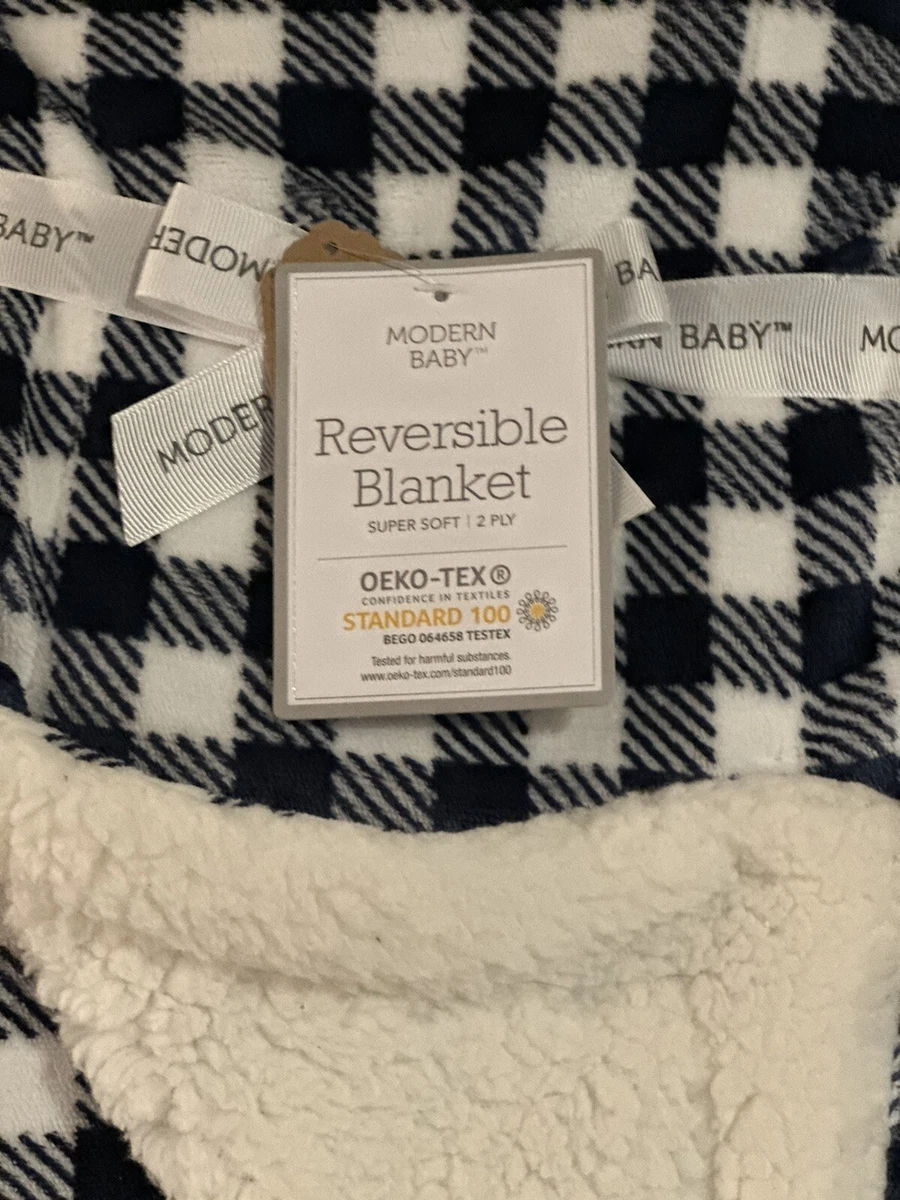 BABY™
MODER
BA
RN BABY™ MO
MODER
MODERN
BABY™
Reversible
Blanket
SUPER SOFT | 2 PLY
OEKO-TEX®
CONFIDENCE IN TEXTILES
STANDARD 100
BEGO 064658 TESTEX
Tested for harmful substances.
www.oeko-tex.com/standard100